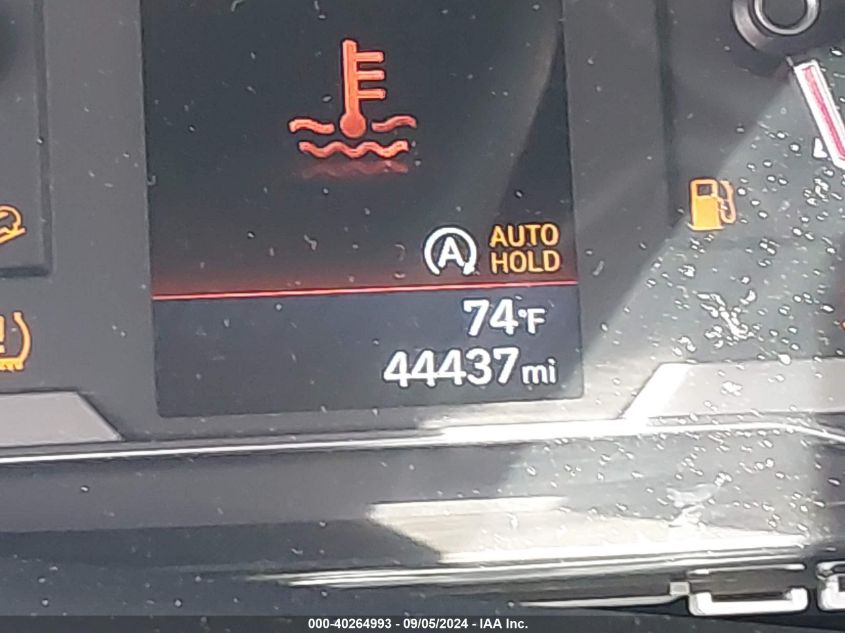 A
AUTO
HOLD
74°F
44437mi
000-40264993 - 09/05/2024 - IAA Inc.